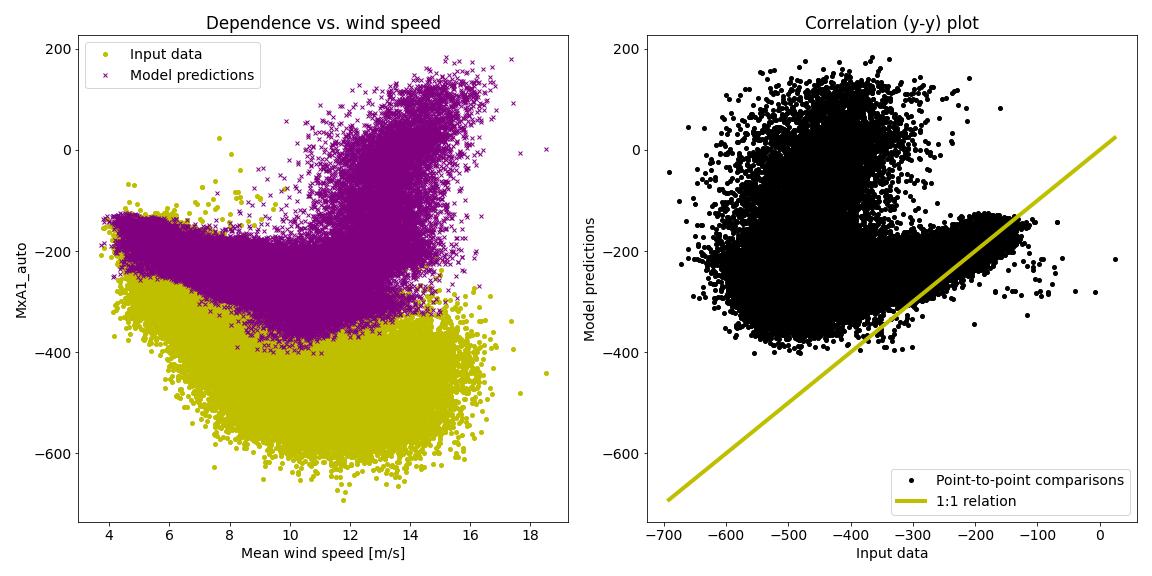 Dependence vs. wind speed
Input data
Model predictions
200
0
−200
−400
−600
MxA1_auto
4
6
8
10
12
14
16
18
Mean wind speed [m/s]
Correlation (y-y) plot
200
0
−200
−400
−600
Model predictions
Point-to-point comparisons
1:1 relation
−700
−600
−500
−400
−300
−200
−100
0
Input data